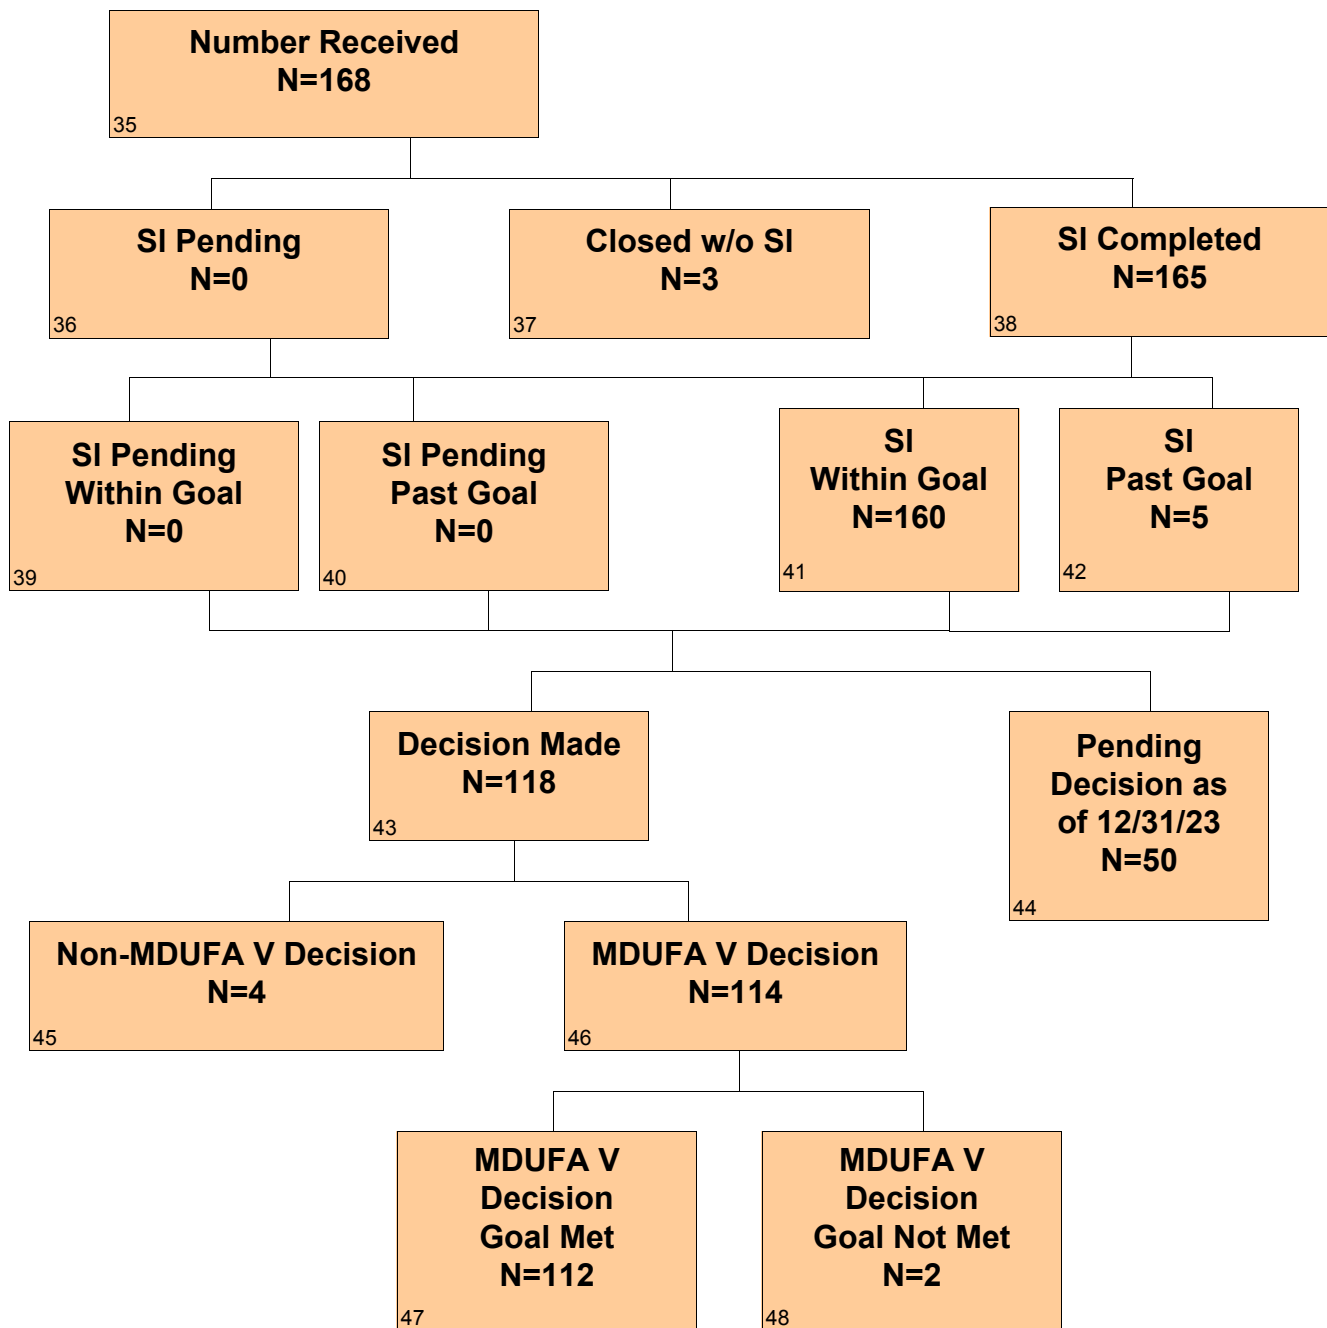 Number Received
N=168
35
SI Pending
N=0
36
Closed w/o SI
N=3
37
SI Completed
N=165
38
SI Pending
Within Goal
N=0
39
SI Pending
Past Goal
N=0
40
SI
Within Goal
N=160
41
SI
Past Goal
N=5
42
Decision Made
N=118
43
Pending
Decision as
of 12/31/23
N=50
44
Non-MDUFA V Decision
N=4
45
MDUFA V Decision
N=114
46
MDUFA V
Decision
Goal Met
N=112
47
MDUFA V
Decision
Goal Not Met
N=2
48